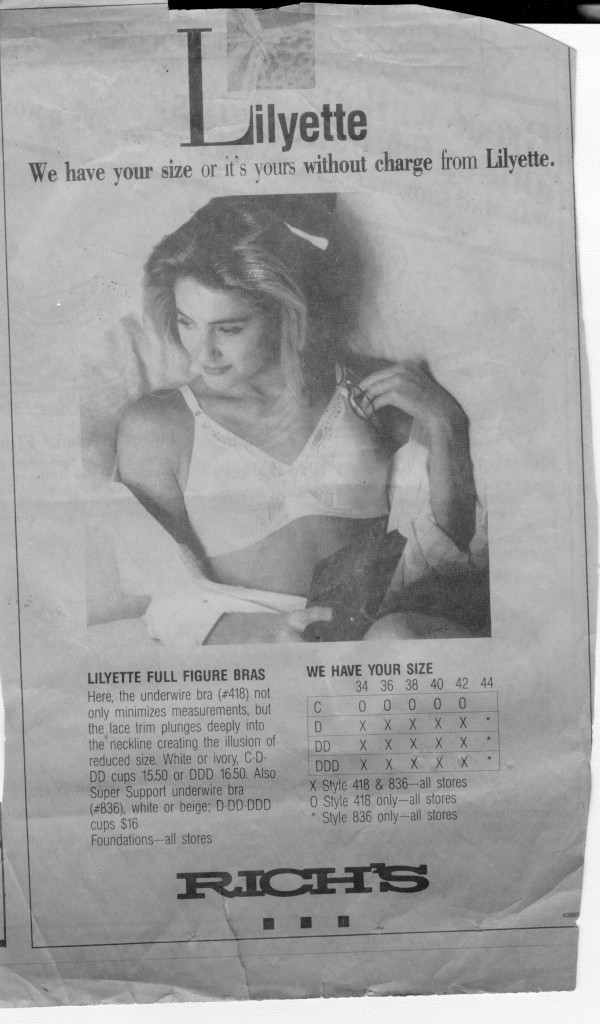 Lilyette
We have your size or it's yours without charge from Lilyette.
LILYETTE FULL FIGURE BRAS
Here, the underwire bra (#418) not
only minimizes measurements, but
the lace trim plunges deeply into
the neckline creating the illusion of
reduced size. White or ivory, C-D-
DD cups 15.50 or DDD 16.50. Also
Super Support underwire bra
(#836), white or beige; D-DD-DDD
cups $16
Foundations—all stores
WE HAVE YOUR SIZE
34 36 38 40 42 44
C O O O O O
D X X X X X *
DD X X X X X *
DDD X X X X X *
X Style 418 & 836—all stores
O Style 418 only—all stores
* Style 836 only—all stores
RICH'S